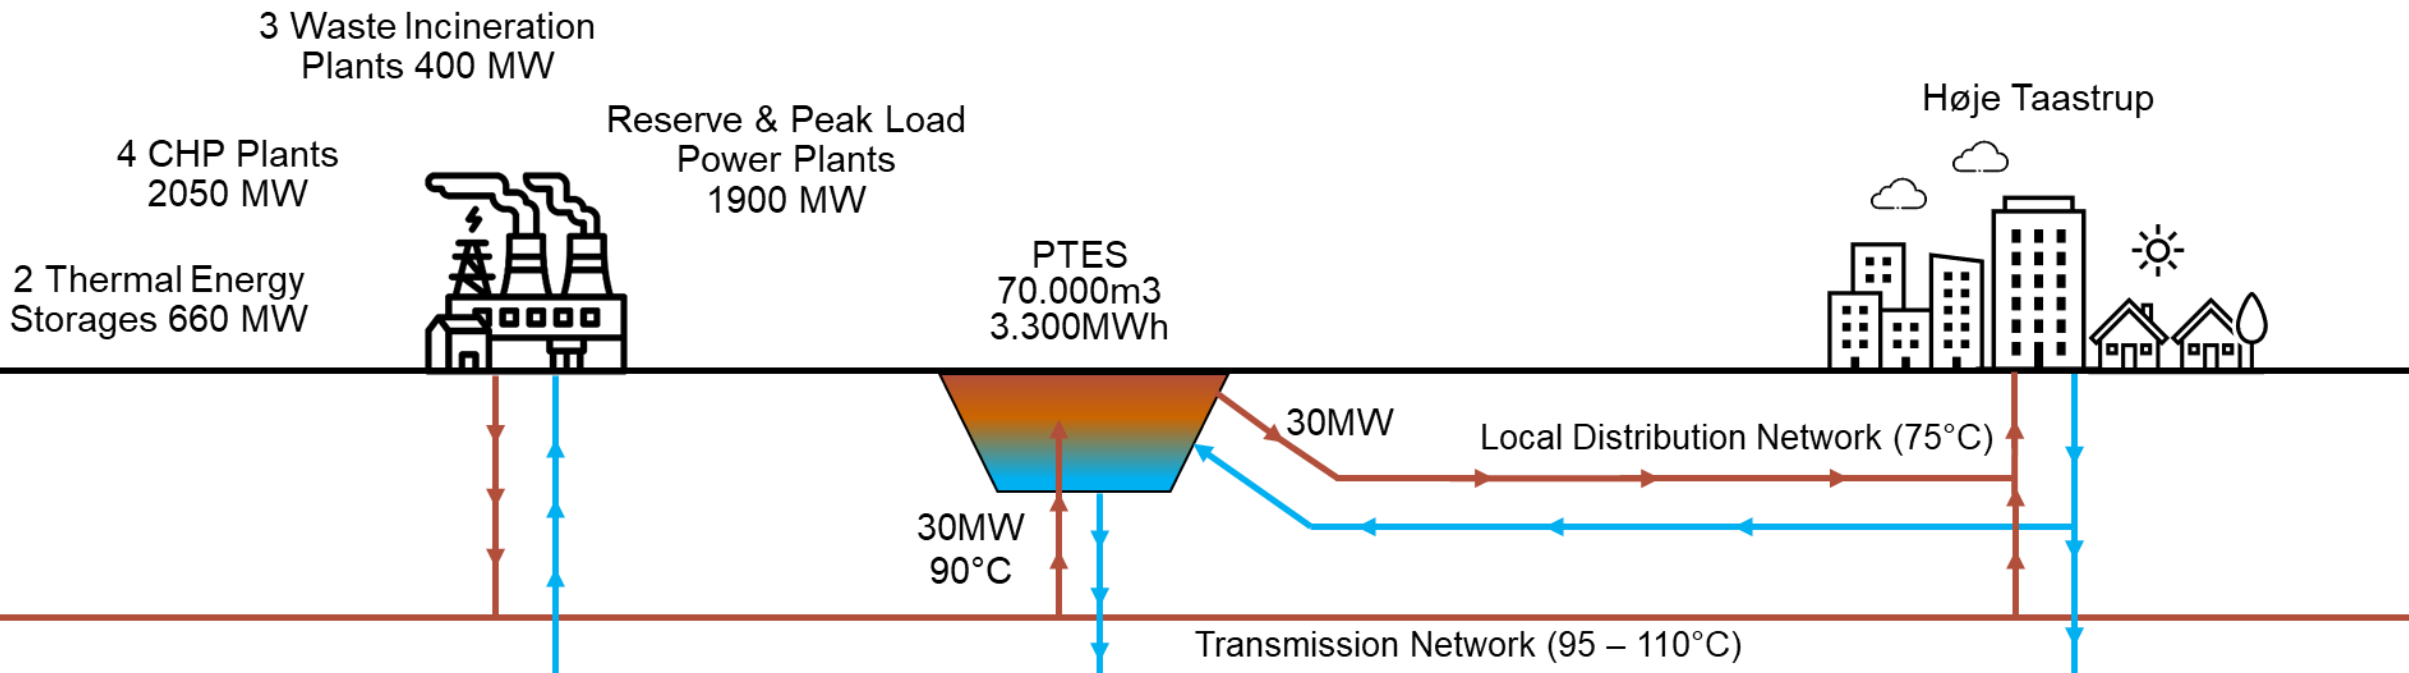 3 Waste Incineration
Plants 400 MW
Reserve & Peak Load
Power Plants
1900 MW
4 CHP Plants
2050 MW
2 Thermal Energy
Storages 660 MW
PTES
70.000m3
3.300MWh
Høje Taastrup
30MW
Local Distribution Network (75°C)
30MW
90°C
Transmission Network (95 – 110°C)